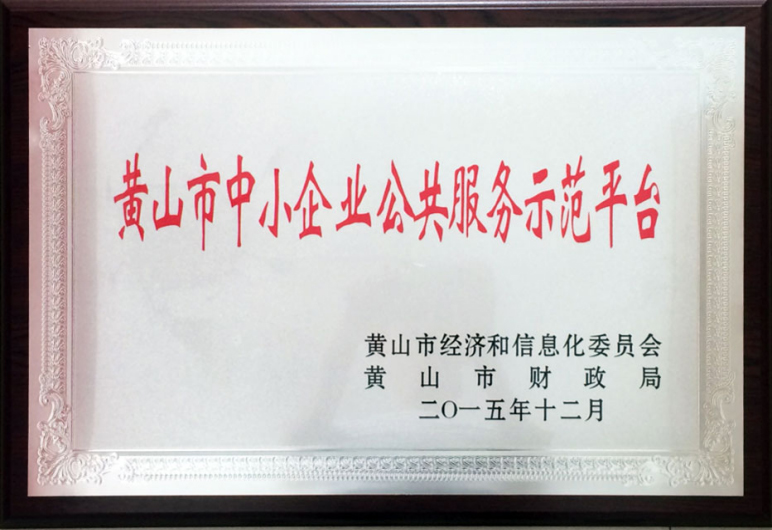 黄山市中小企业公共服务示范平台
黄山市经济和信息化委员会
黄山市财政局
二〇一五年十二月